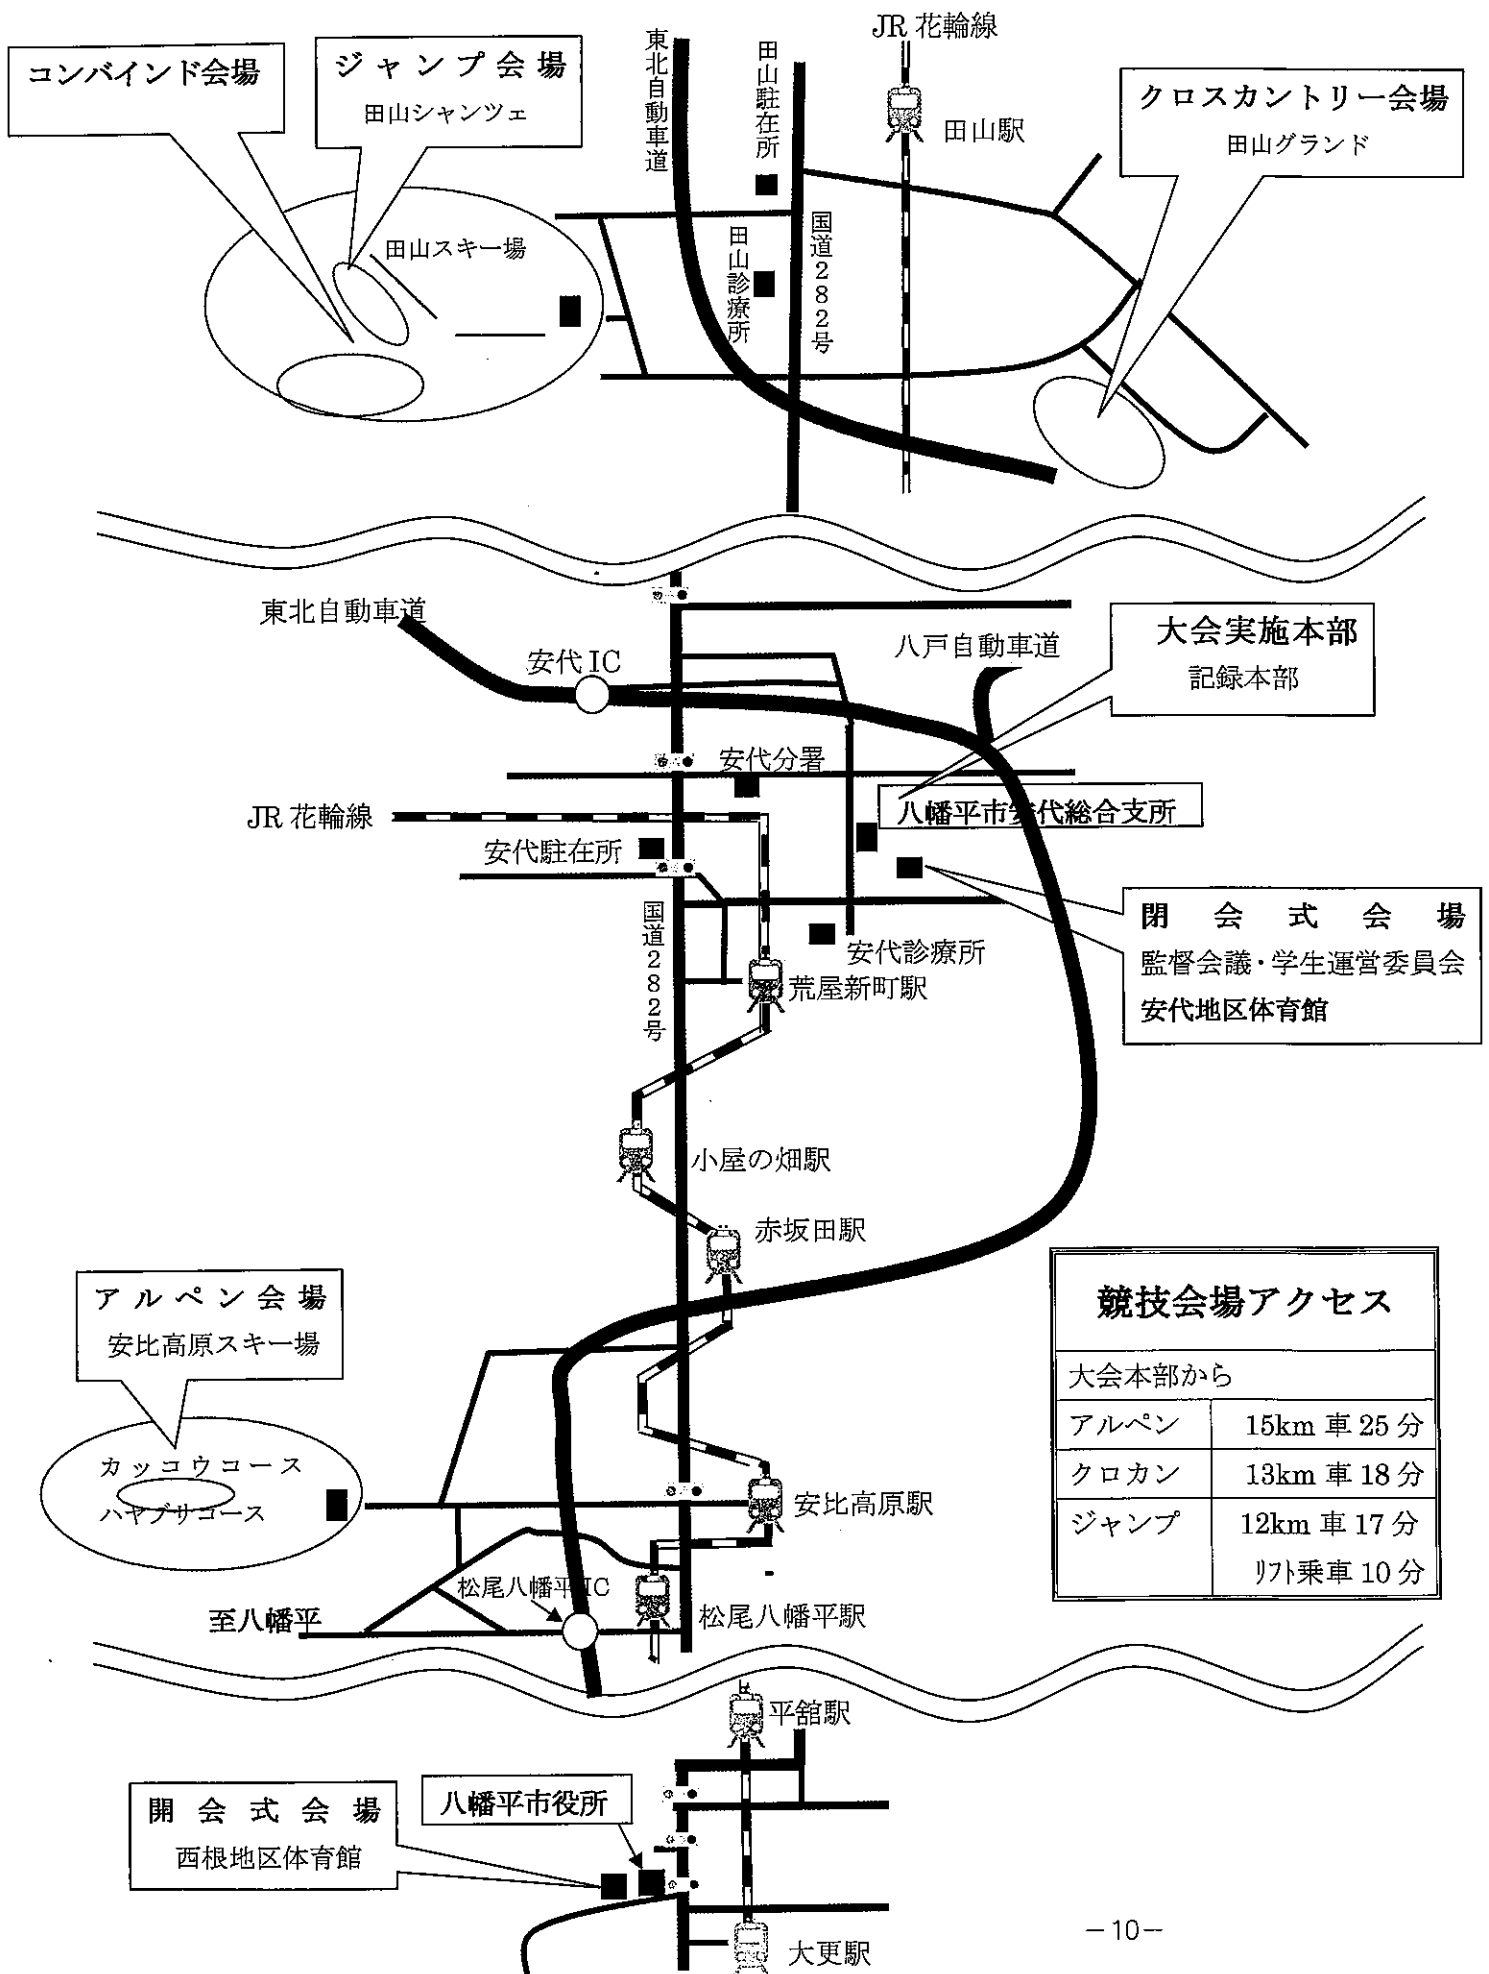 JR 花輪線
コンバインド会場
ジャンプ会場
田山シャンツェ
東北自動車道
田山駐在所
田山駅
クロスカントリー会場
田山グランド
田山スキー場
田山診療所
国道282号
東北自動車道
安代 IC
八戸自動車道
大会実施本部
記録本部
安代分署
八幡平市安代総合支所
JR 花輪線
安代駐在所
国道282号
安代診療所
荒屋新町駅
閉会式会場
監督会議・学生運営委員会
安代地区体育館
小屋の畑駅
赤坂田駅
アルペン会場
安比高原スキー場
カッコウコース
ハヤブサコース
安比高原駅
競技会場アクセス
大会本部から
アルペン 15km 車 25 分
クロカン 13km 車 18 分
ジャンプ 12km 車 17 分
リフト乗車 10 分
松尾八幡平IC
至八幡平
松尾八幡平駅
平舘駅
開会式会場
西根地区体育館
八幡平市役所
大更駅
－10－